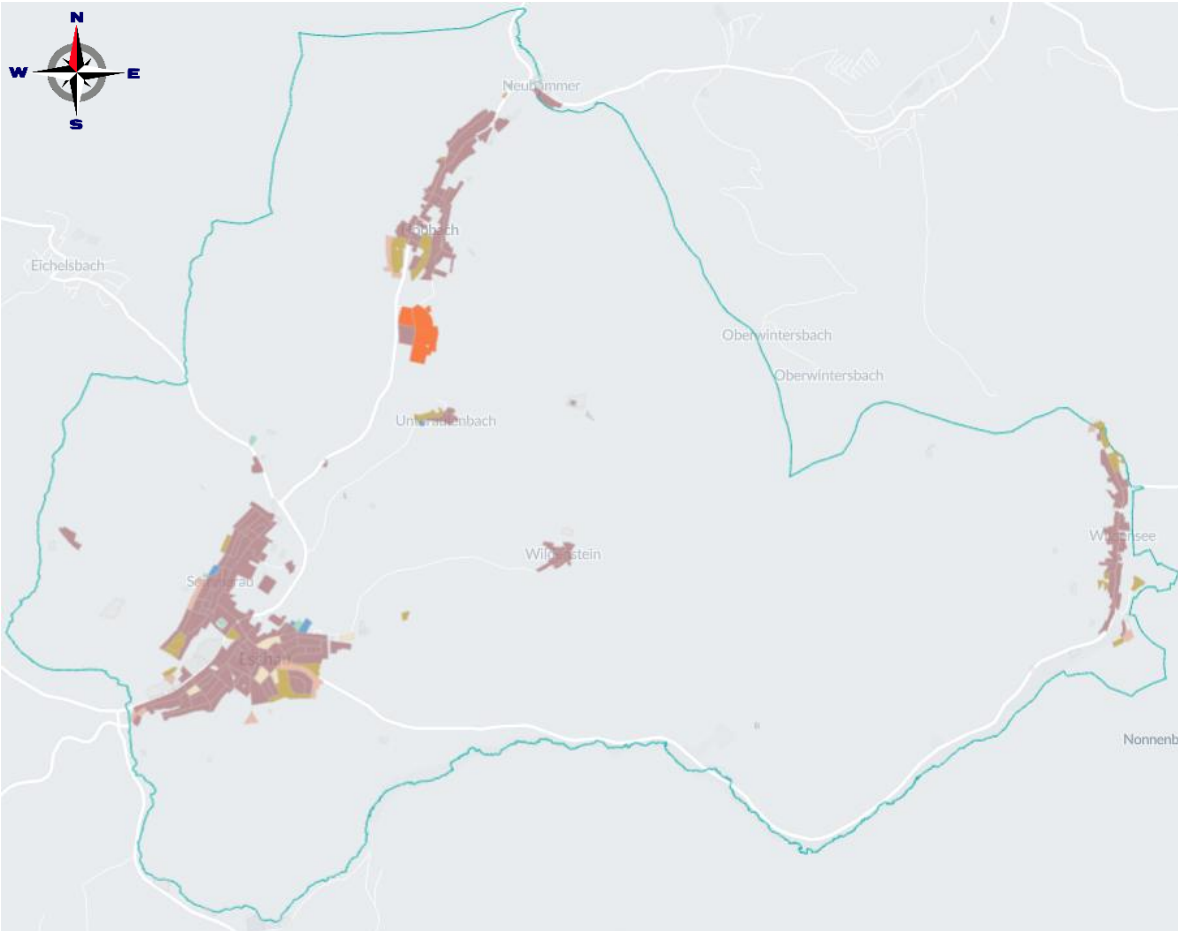 N
W E
S
Neuhammer
Eichelsbach
Oberwintersbach
Oberwintersbach
Wildenstein
Eschau
Nonnenb